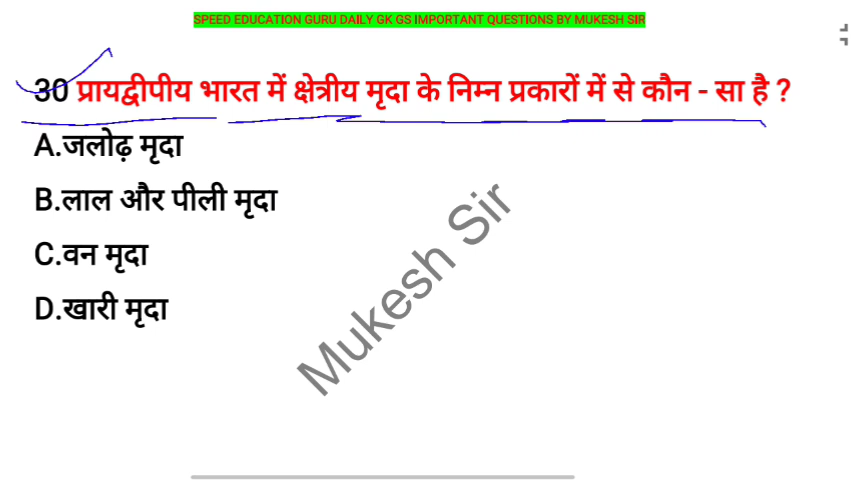 SPEED EDUCATION GURU DAILY GK GS IMPORTANT QUESTIONS BY MUKESH SIR
30 प्रायद्वीपीय भारत में क्षेत्रीय मृदा के निम्न प्रकारों में से कौन - सा है ?
A.जलोढ़ मृदा
B.लाल और पीली मृदा
C.वन मृदा
D.खारी मृदा
Mukesh Sir